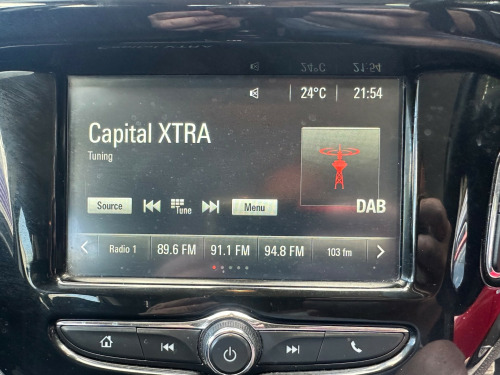 24°C 21:54
Capital XTRA
Tuning
Source Tune Menu
DAB
Radio 1 89.6 FM 91.1 FM 94.8 FM 103 fm